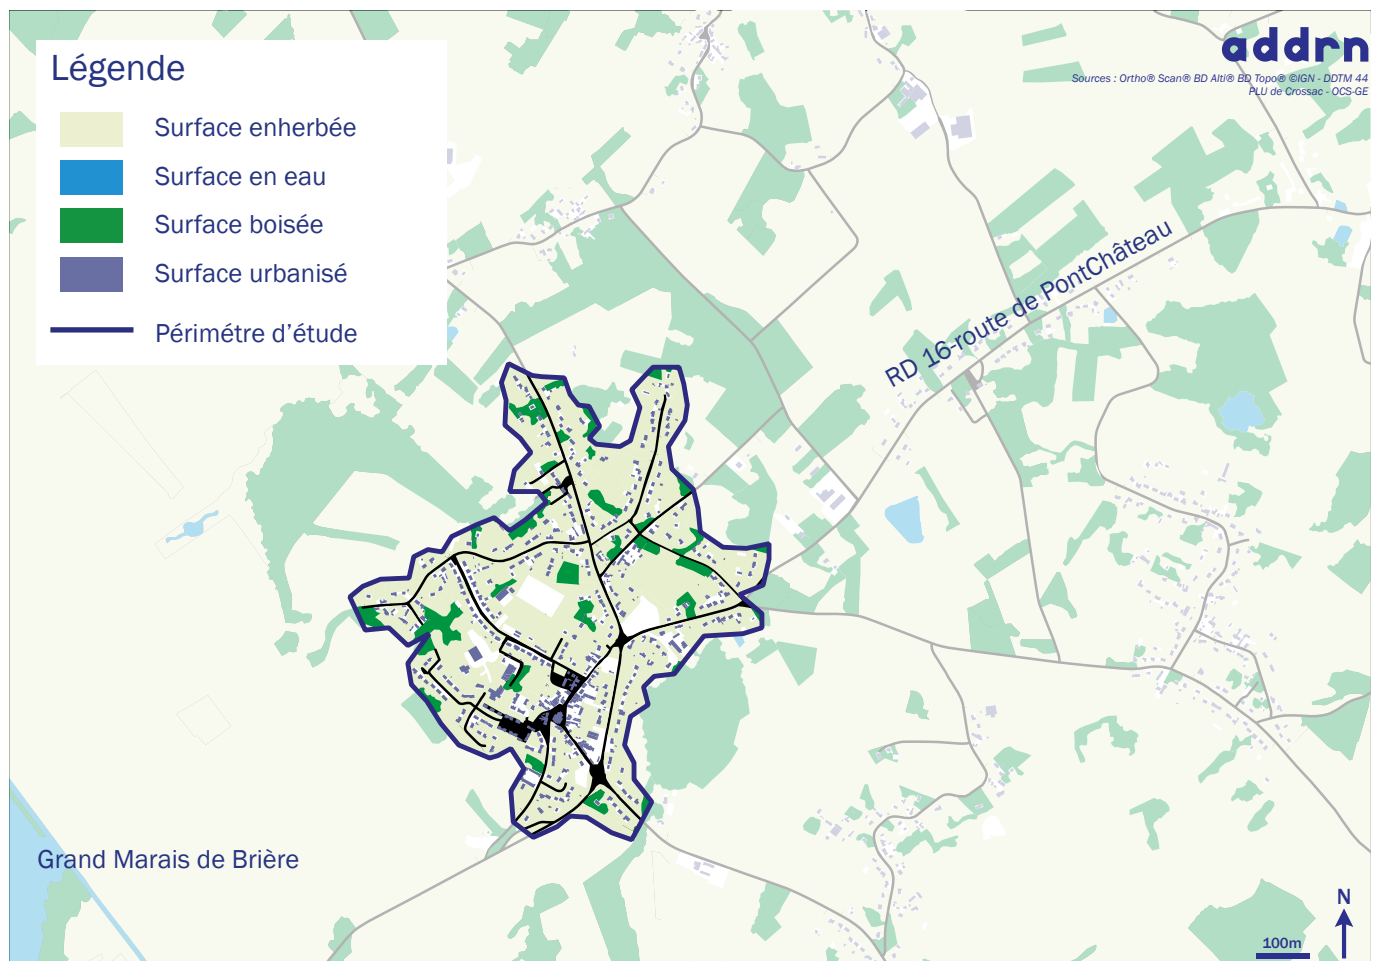 Légende
Surface enherbée
Surface en eau
Surface boisée
Surface urbanisé
Périmétre d'étude
addrn
Sources : Ortho® Scan® BD Alti® BD Topo® ©IGN - DDTM 44
PLU de Crossac - OCS-GE
RD 16-route de PontChâteau
Grand Marais de Brière
N
100m